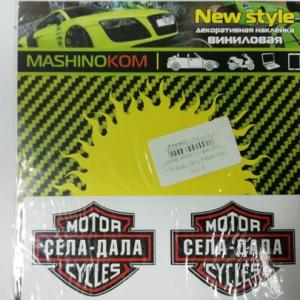 New style
декоративная наклейка
ВИНИЛОВАЯ
MASHINOKOM
MOTOR
СЕЛА-ДАЛА
CYCLES
MOTOR
СЕЛА-ДАЛА
CYCLES